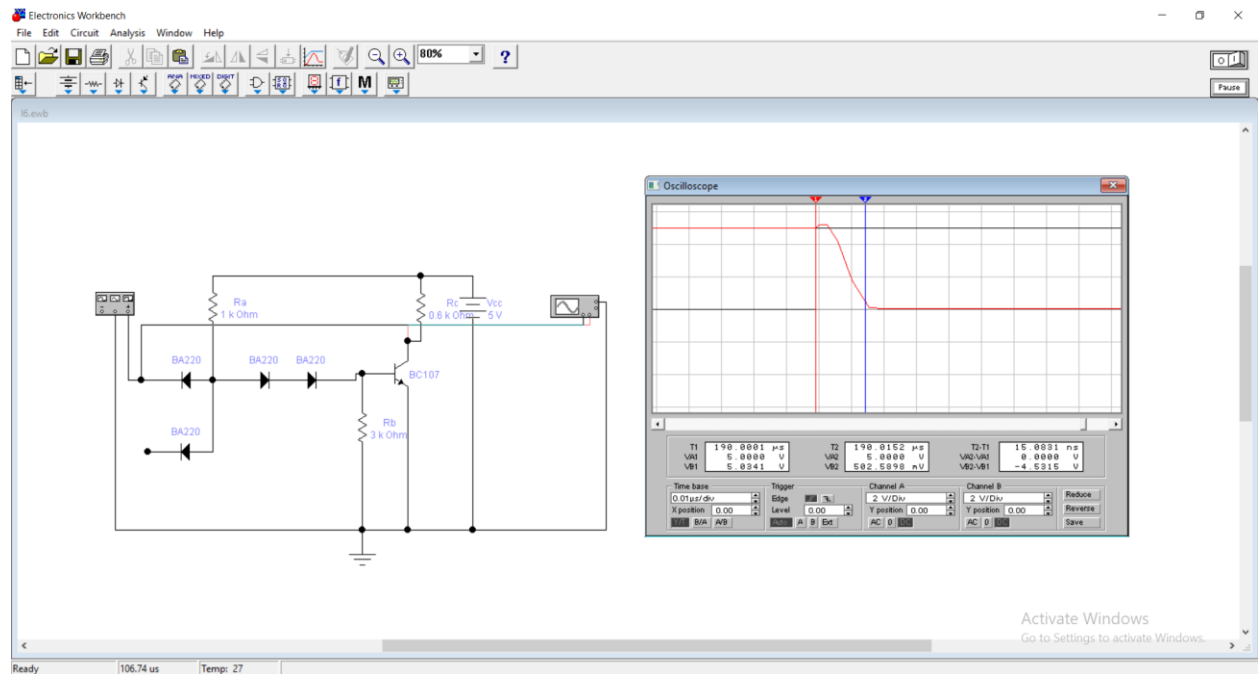 Electronics Workbench
File Edit Circuit Analysis Window Help
80%
?
ANA MIXED DIGIT
M
Pause
l6.ewb
Oscilloscope
Ra
1 k Ohm
Rc
0.6 k Ohm
Vcc
5 V
BA220 BA220 BA220
BC107
BA220
Rb
3 k Ohm
1 2
T1 190.0001 µs T2 190.0152 µs T2-T1 15.0831 ns
VA1 5.0000 V VA2 5.0000 V VA2-VA1 0.0000 V
VB1 5.0341 V VB2 502.5898 mV VB2-VB1 -4.5315 V
Time base Trigger Channel A Channel B
0.01µs/div Edge 2 V/Div 2 V/Div Reduce
X position 0.00 Level 0.00 Y position 0.00 Y position 0.00 Reverse
Y/T B/A A/B Auto A B Ext AC 0 DC AC 0 DC Save
Activate Windows
Go to Settings to activate Windows.
Ready 106.74 us Temp: 27